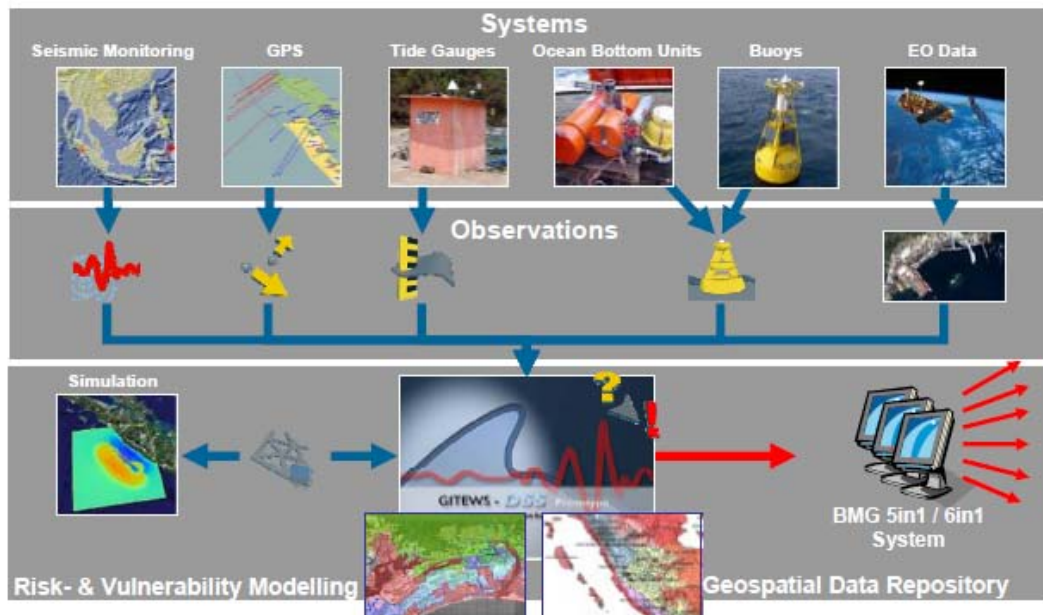 Systems
Seismic Monitoring
GPS
Tide Gauges
Ocean Bottom Units
Buoys
EO Data
Observations
Simulation
?
!
GITEWS - DSS Prototype
BMG 5in1 / 6in1
System
Risk- & Vulnerability Modelling
Geospatial Data Repository